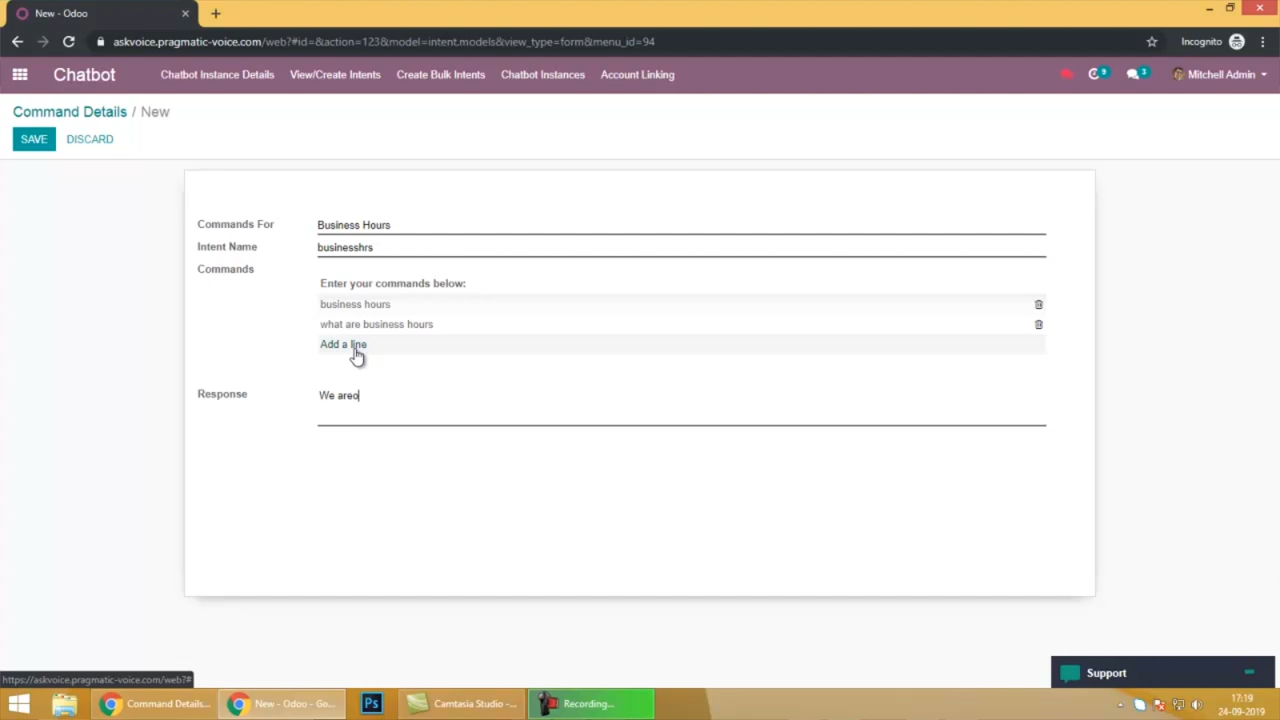 New - Odoo
askvoice.pragmatic-voice.com/web?#id=&action=123&model=intent.models&view_type=form&menu_id=94
Incognito
Chatbot
Chatbot Instance Details
View/Create Intents
Create Bulk Intents
Chatbot Instances
Account Linking
9
3
Mitchell Admin
Command Details / New
SAVE
DISCARD
Commands For
Business Hours
Intent Name
businesshrs
Commands
Enter your commands below:
business hours
what are business hours
Add a line
Response
We areo
https://askvoice.pragmatic-voice.com/web?#
Support
Command Details...
New - Odoo - Go...
Ps
Camtasia Studio -...
Recording...
17:19
24-09-2019